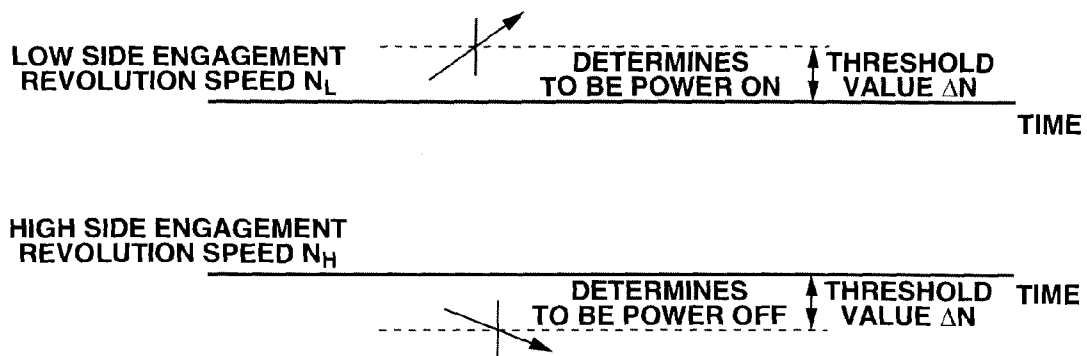 LOW SIDE ENGAGEMENT
REVOLUTION SPEED NL
DETERMINES
TO BE POWER ON
THRESHOLD
VALUE ΔN
TIME
HIGH SIDE ENGAGEMENT
REVOLUTION SPEED NH
DETERMINES
TO BE POWER OFF
THRESHOLD
VALUE ΔN
TIME